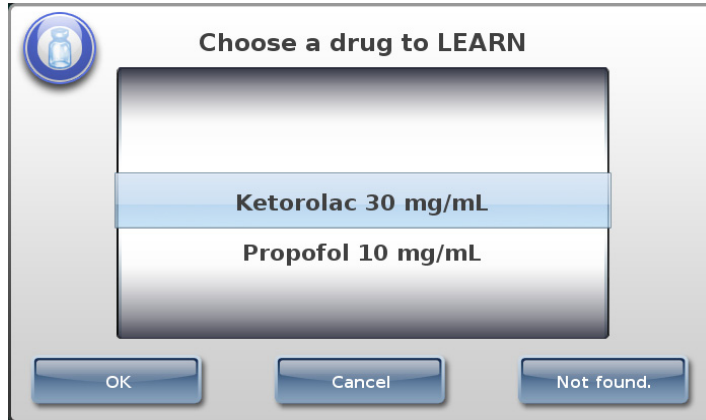 Choose a drug to LEARN
Ketorolac 30 mg/mL
Propofol 10 mg/mL
OK
Cancel
Not found.